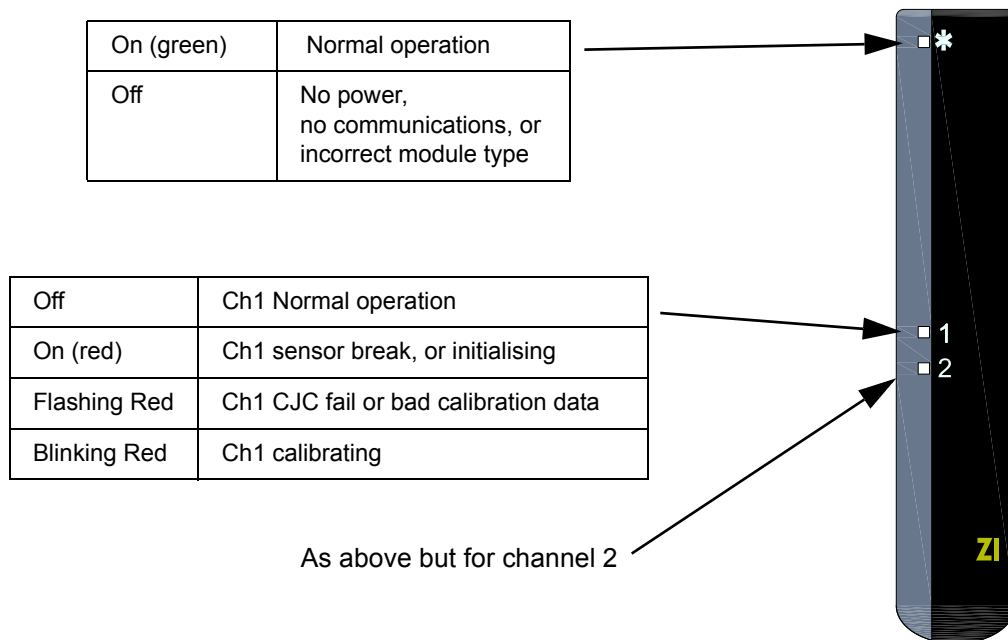 On (green) Normal operation
Off No power,
no communications, or
incorrect module type
*
Off Ch1 Normal operation
On (red) Ch1 sensor break, or initialising
Flashing Red Ch1 CJC fail or bad calibration data
Blinking Red Ch1 calibrating
1
2
As above but for channel 2
ZI